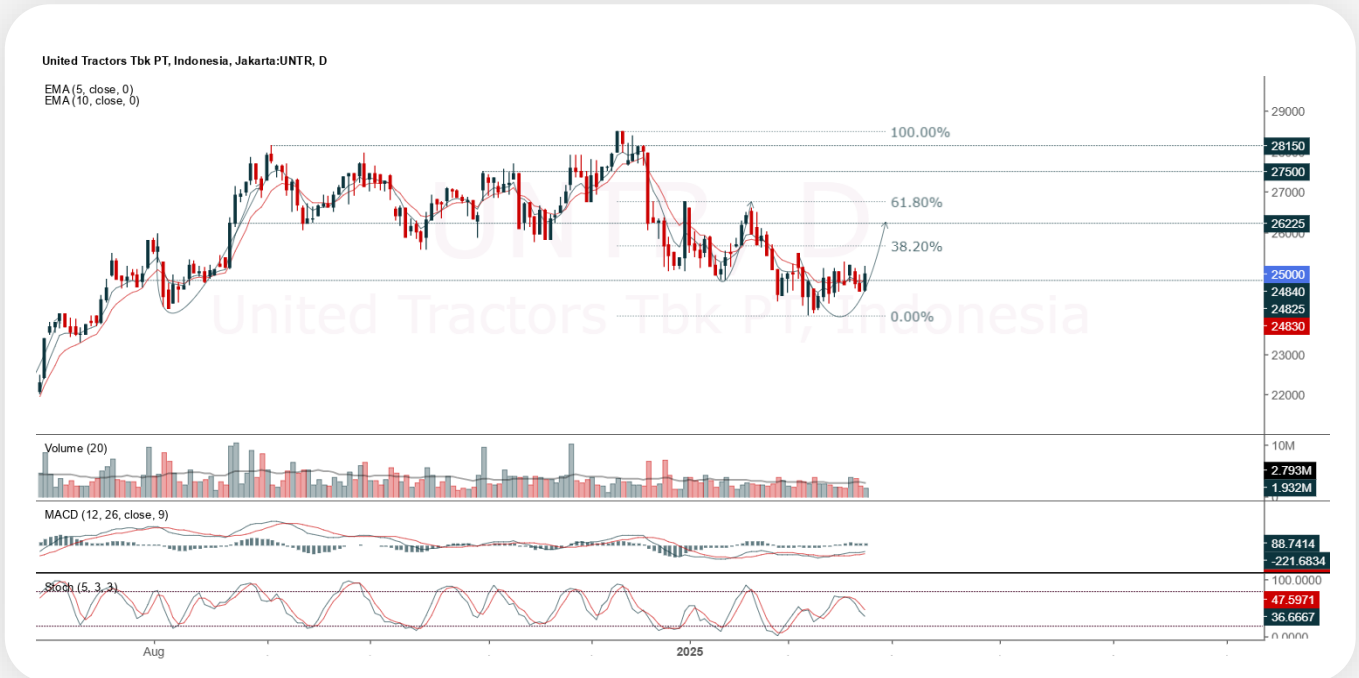 United Tractors Tbk PT, Indonesia, Jakarta:UNTR, D
EMA (5, close, 0)
EMA (10, close, 0)
29000
100.00%
28150
27500
27000
UNTR, D
61.80%
26225
26000
38.20%
25000
24840
United Tractors Tbk PT, Indonesia
24825
0.00%
24830
23000
22000
Volume (20)
10M
2.793M
1.932M
0
MACD (12, 26, close, 9)
88.7414
-221.6834
Stoch (5, 3, 3)
100.0000
47.5971
36.6667
0.0000
Aug
2025